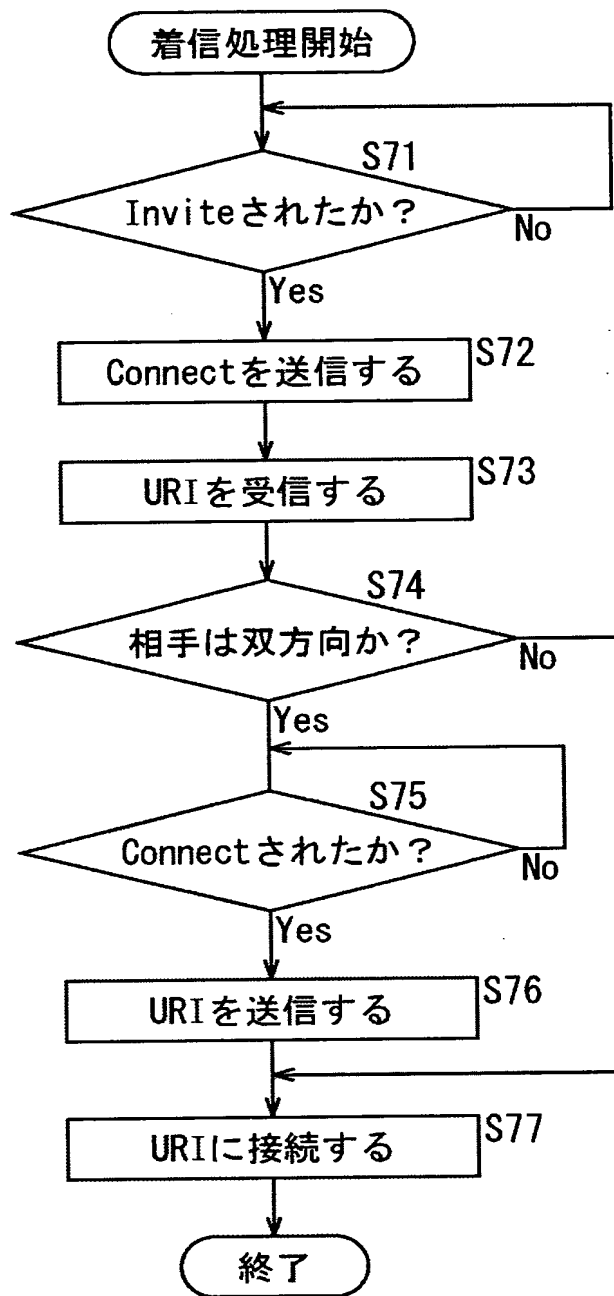 着信処理開始
S71
Inviteされたか？
No
Yes
Connectを送信する
S72
URIを受信する
S73
S74
相手は双方向か？
No
Yes
S75
Connectされたか？
No
Yes
URIを送信する
S76
URIに接続する
S77
終了